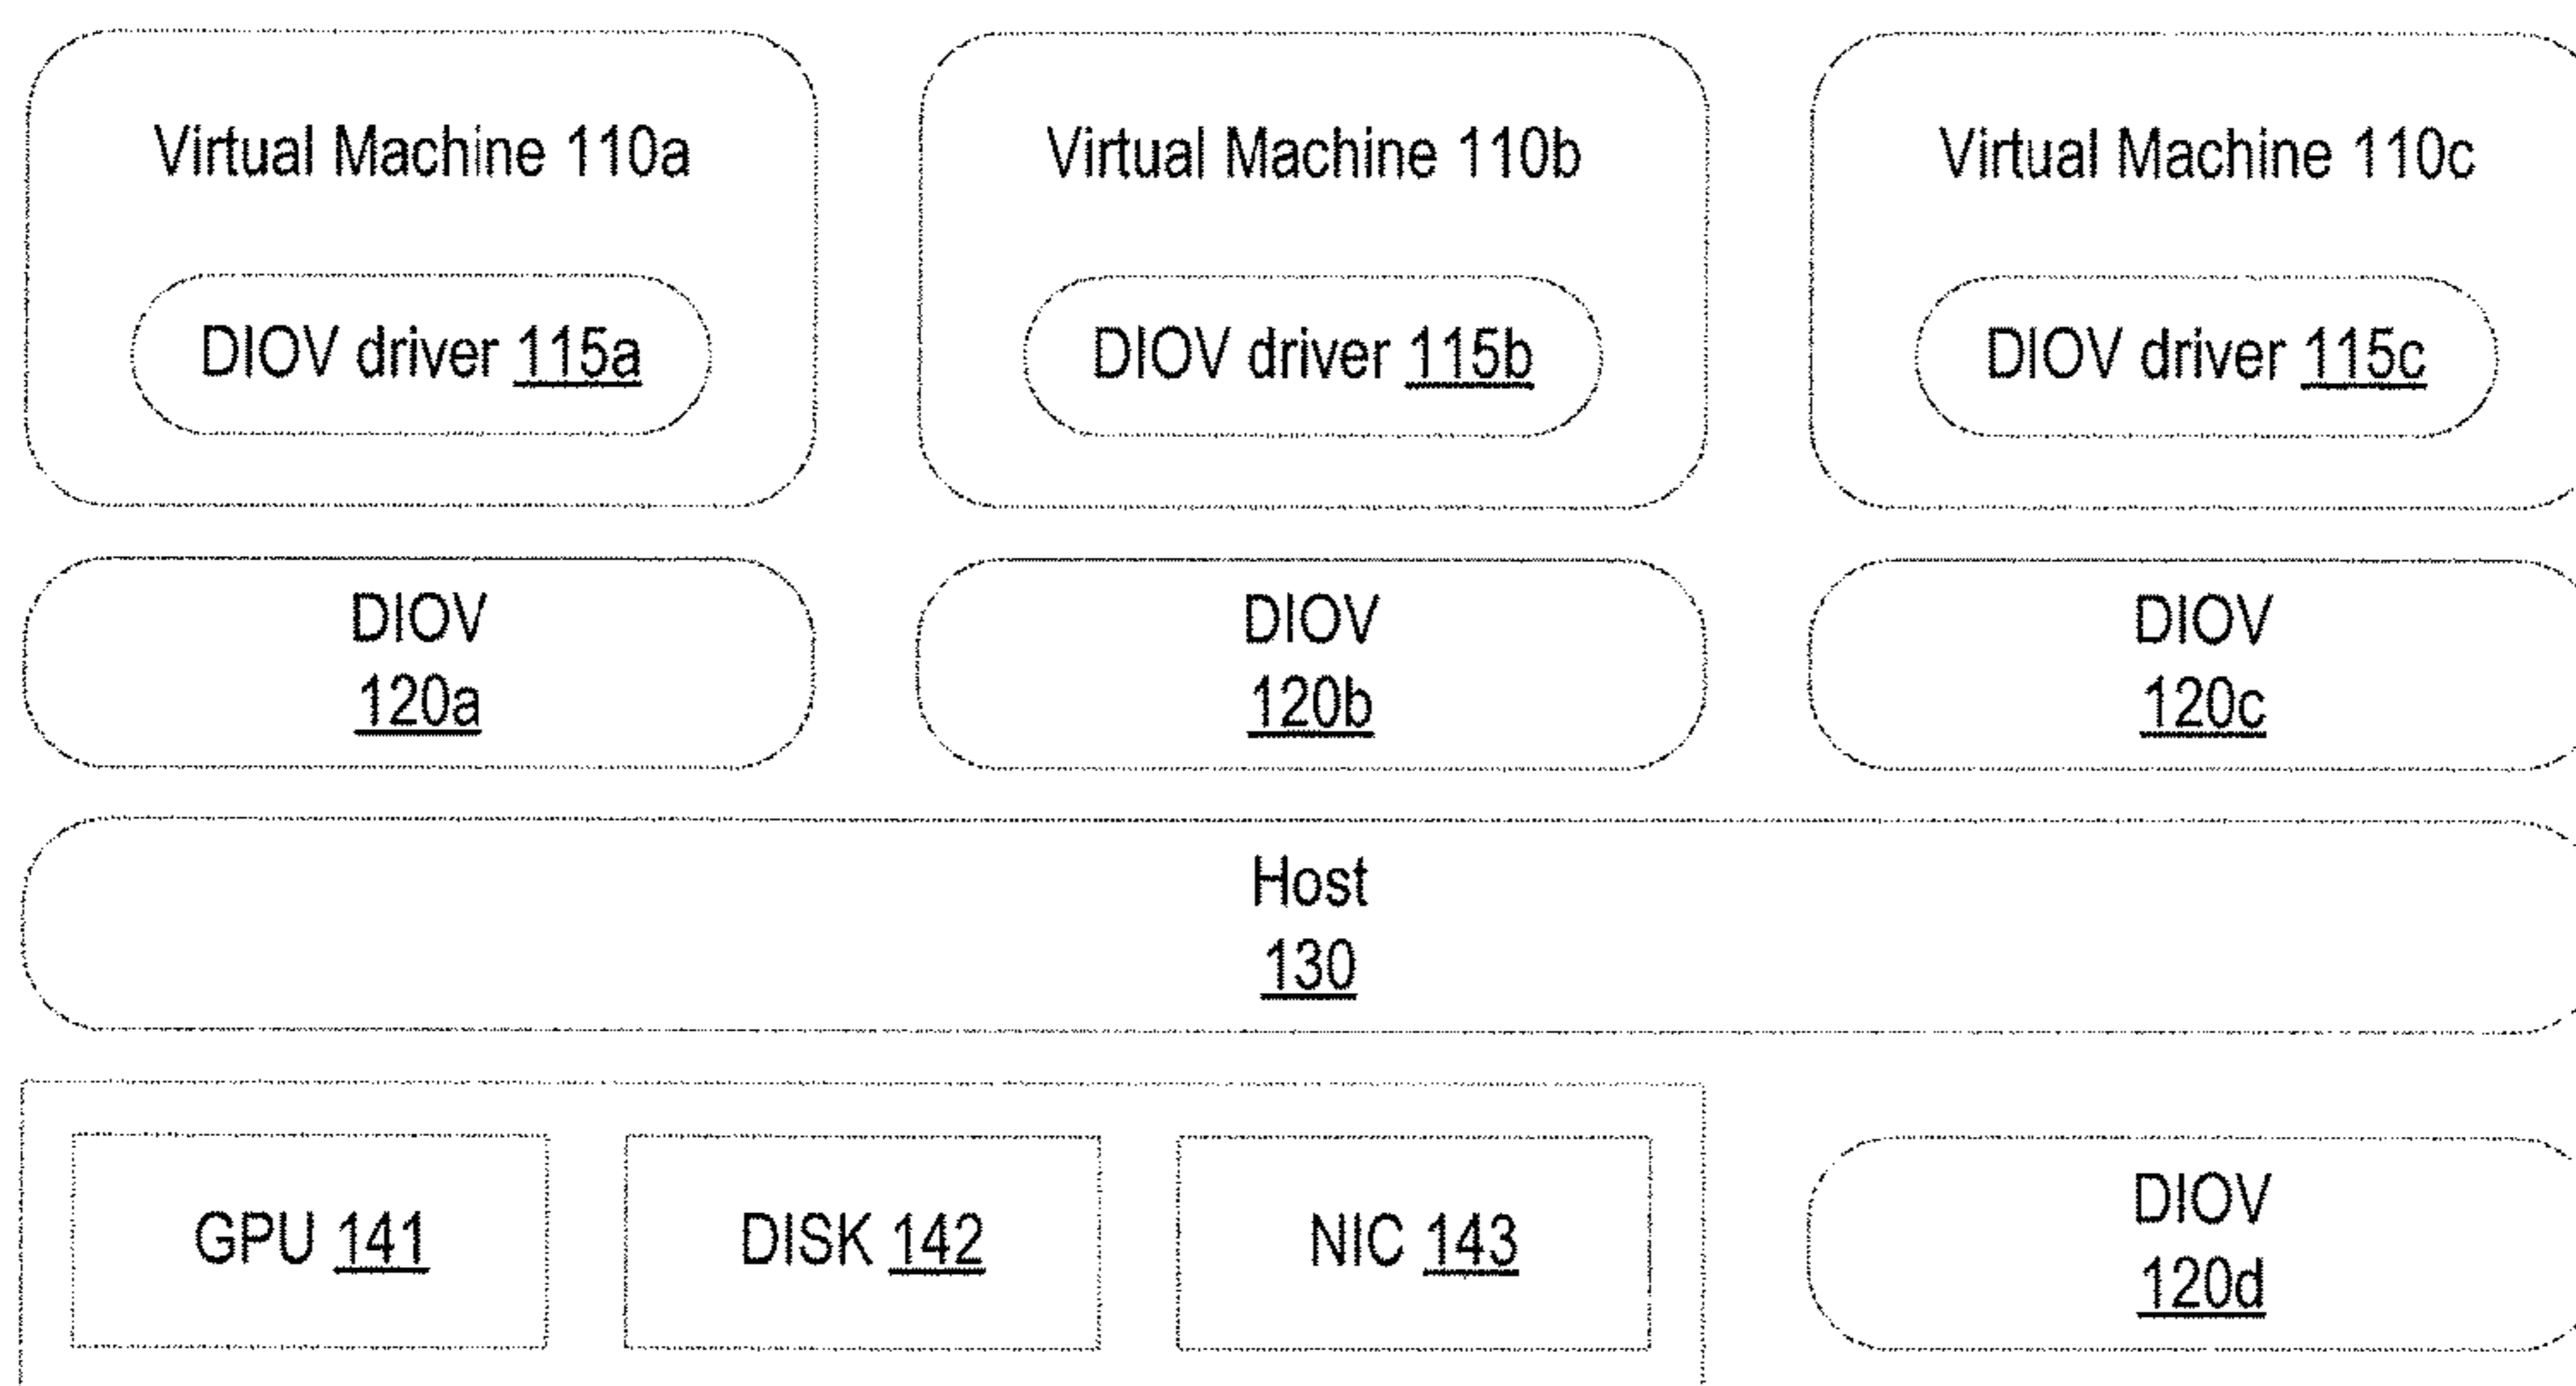 Virtual Machine 110a
Virtual Machine 110b
Virtual Machine 110c
DIOV driver 115a
DIOV driver 115b
DIOV driver 115c
DIOV
120a
DIOV
120b
DIOV
120c
Host
130
GPU 141
DISK 142
NIC 143
DIOV
120d